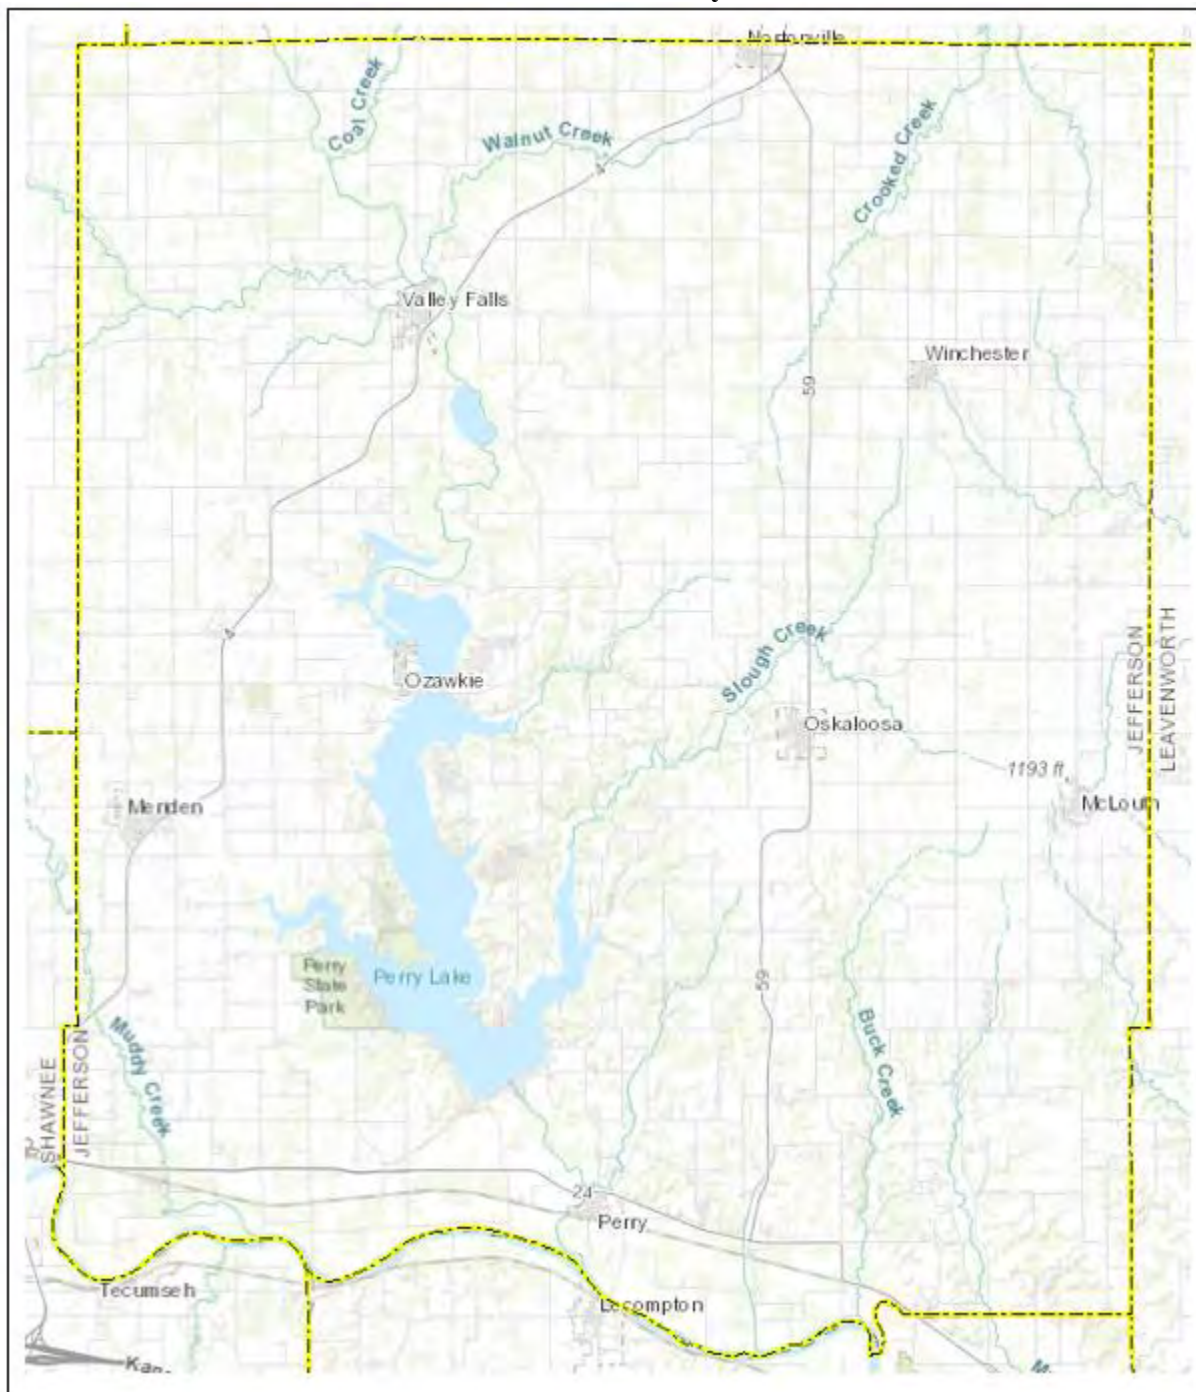 Nortonville
Coal Creek
Walnut Creek
Crooked Creek
4
Valley Falls
Winchester
59
4
Slough Creek
Ozawkie
Oskaloosa
JEFFERSON
LEAVENWORTH
1193 ft
Meriden
McLouth
Perry
State
Park
Perry Lake
59
Muddy Creek
Buck Creek
SHAWNEE
JEFFERSON
24
Perry
Tecumseh
Lecompton